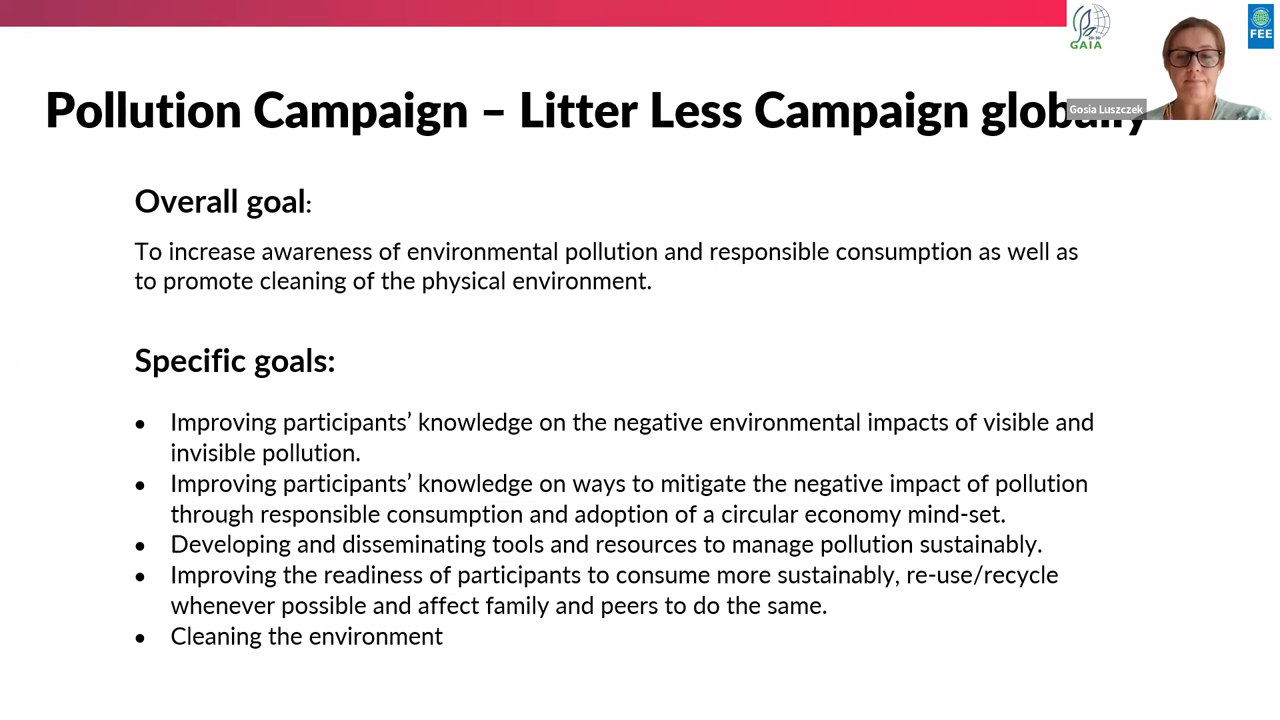 GAIA
FEE
Gosia Luszczek
Pollution Campaign – Litter Less Campaign globally
Overall goal:
To increase awareness of environmental pollution and responsible consumption as well as
to promote cleaning of the physical environment.
Specific goals:
• Improving participants’ knowledge on the negative environmental impacts of visible and
invisible pollution.
• Improving participants’ knowledge on ways to mitigate the negative impact of pollution
through responsible consumption and adoption of a circular economy mind-set.
• Developing and disseminating tools and resources to manage pollution sustainably.
• Improving the readiness of participants to consume more sustainably, re-use/recycle
whenever possible and affect family and peers to do the same.
• Cleaning the environment